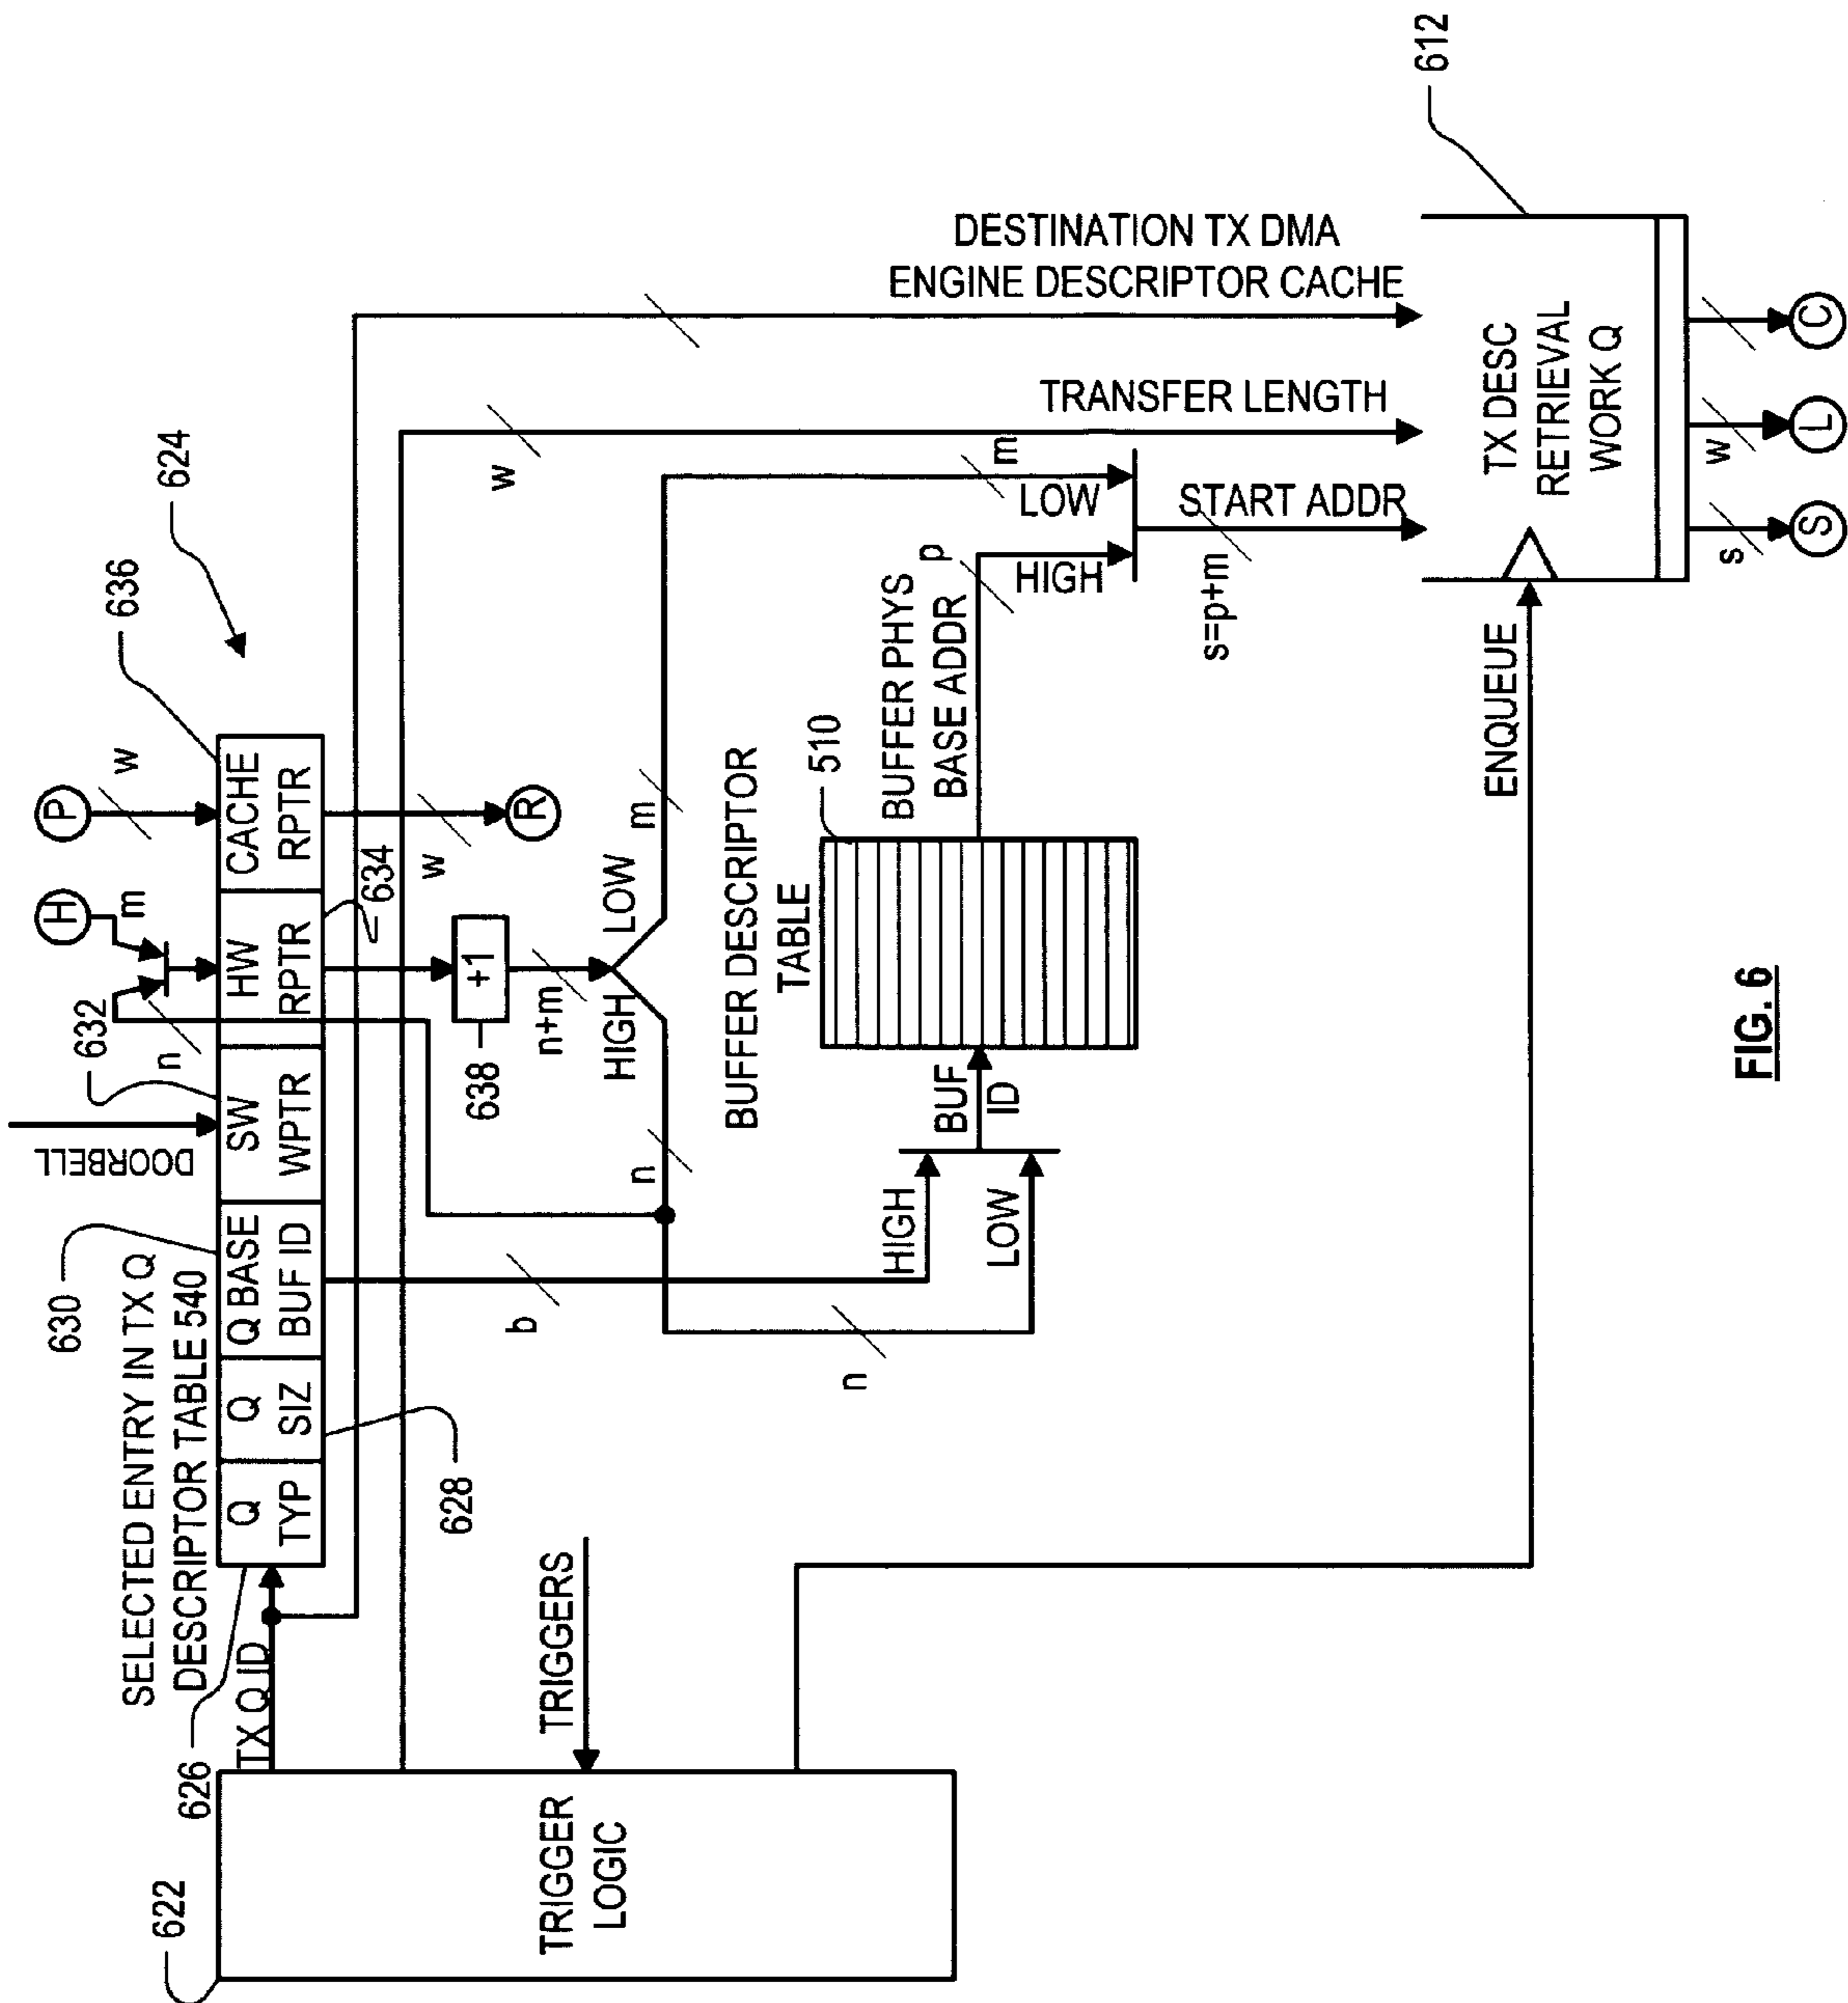 622
TRIGGER
LOGIC
TRIGGERS
626
TX Q ID
SELECTED ENTRY IN TX Q
DESCRIPTOR TABLE 540
Q
TYP
Q
SIZ
628
630
Q BASE
BUF ID
SW
WPTR
DOORBELL
632
n
HW
RPTR
634
H
m
CACHE
RPTR
636
P
w
624
w
R
+1
638
n+m
HIGH
LOW
n
m
b
n
HIGH
LOW
BUF
ID
BUFFER DESCRIPTOR
TABLE
510
BUFFER PHYS
BASE ADDR
p
HIGH
m
LOW
s=p+m
START ADDR
w
TRANSFER LENGTH
DESTINATION TX DMA
ENGINE DESCRIPTOR CACHE
ENQUEUE
TX DESC
RETRIEVAL
WORK Q
612
s
S
w
L
C
FIG. 6